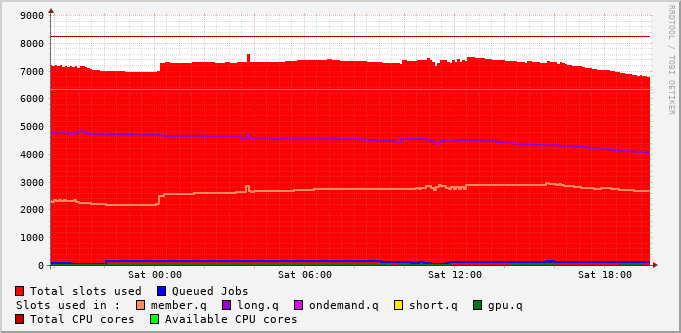 RRDTOOL / TOBI OETIKER
9000
8000
7000
6000
5000
4000
3000
2000
1000
0
Sat 00:00 Sat 06:00 Sat 12:00 Sat 18:00
Total slots used Queued Jobs
Slots used in : member.q long.q ondemand.q short.q gpu.q
Total CPU cores Available CPU cores